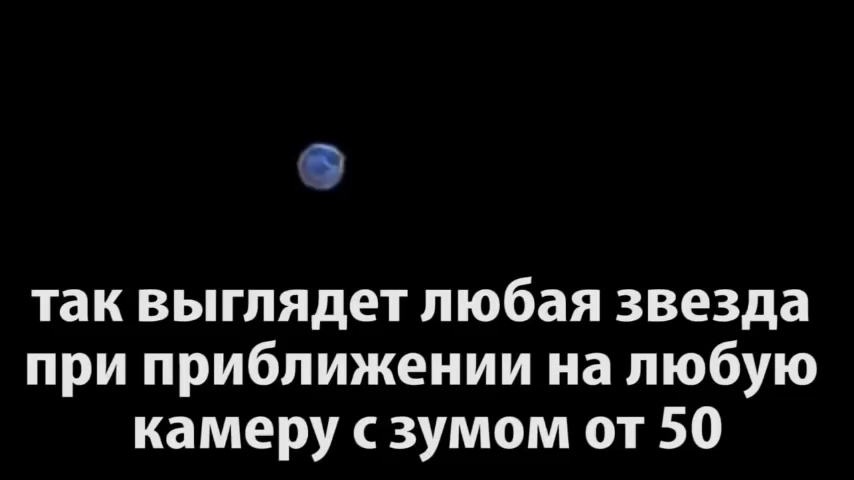 так выглядет любая звезда
при приближении на любую
камеру с зумом от 50